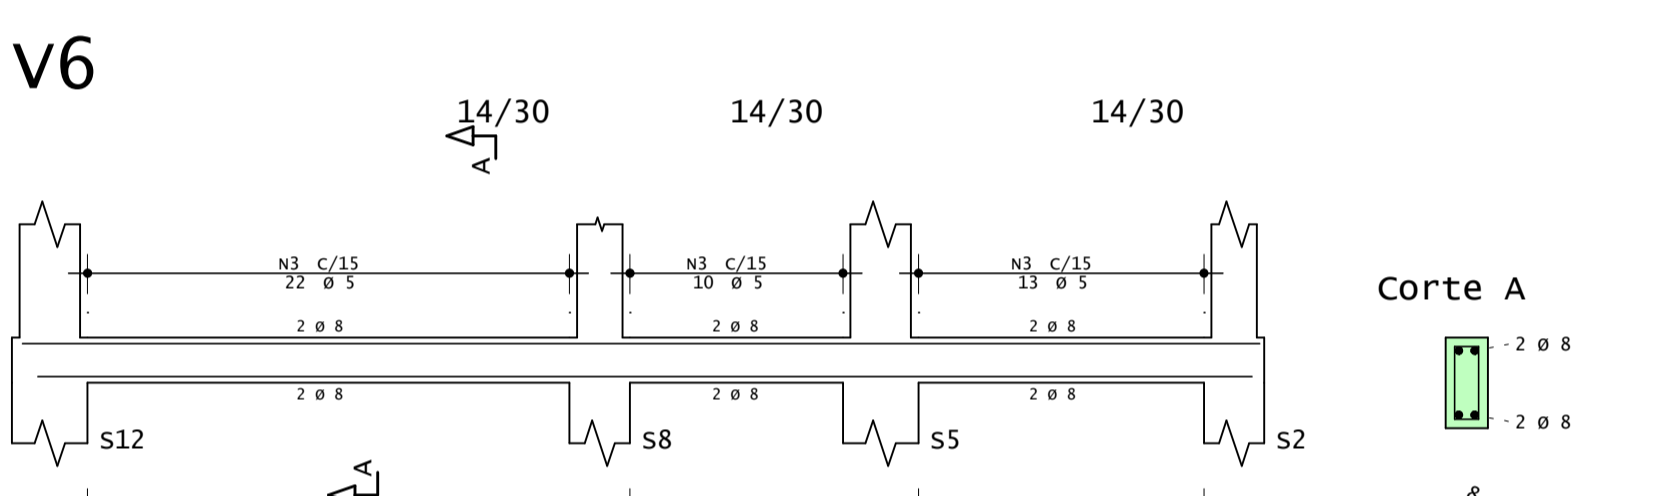 V6
14/30 14/30 14/30
A
N3 C/15 N3 C/15 N3 C/15
22 Ø 5 10 Ø 5 13 Ø 5
Corte A
2 Ø 8 2 Ø 8 2 Ø 8
2 Ø 8
2 Ø 8 2 Ø 8 2 Ø 8
2 Ø 8
S12 S8 S5 S2
A